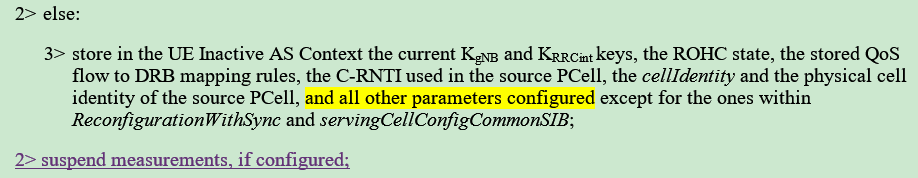 2> else:
3> store in the UE Inactive AS Context the current KgNB and KRRCint keys, the ROHC state, the stored QoS
flow to DRB mapping rules, the C-RNTI used in the source PCell, the cellIdentity and the physical cell
identity of the source PCell, and all other parameters configured except for the ones within
ReconfigurationWithSync and servingCellConfigCommonSIB;
2> suspend measurements, if configured;